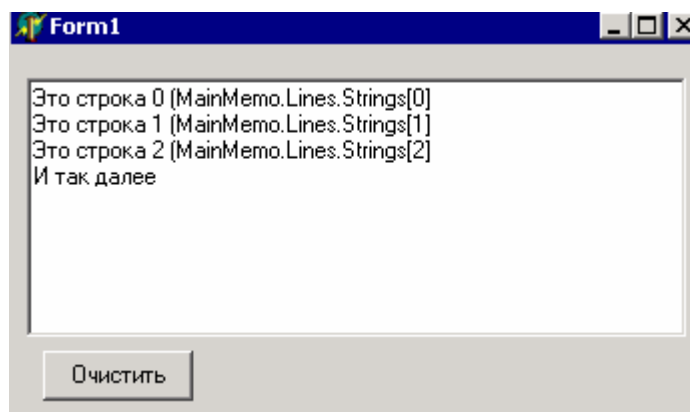 Form1
Это строка 0 (MainMemo.Lines.Strings[0]
Это строка 1 (MainMemo.Lines.Strings[1]
Это строка 2 (MainMemo.Lines.Strings[2]
И так далее
Очистить